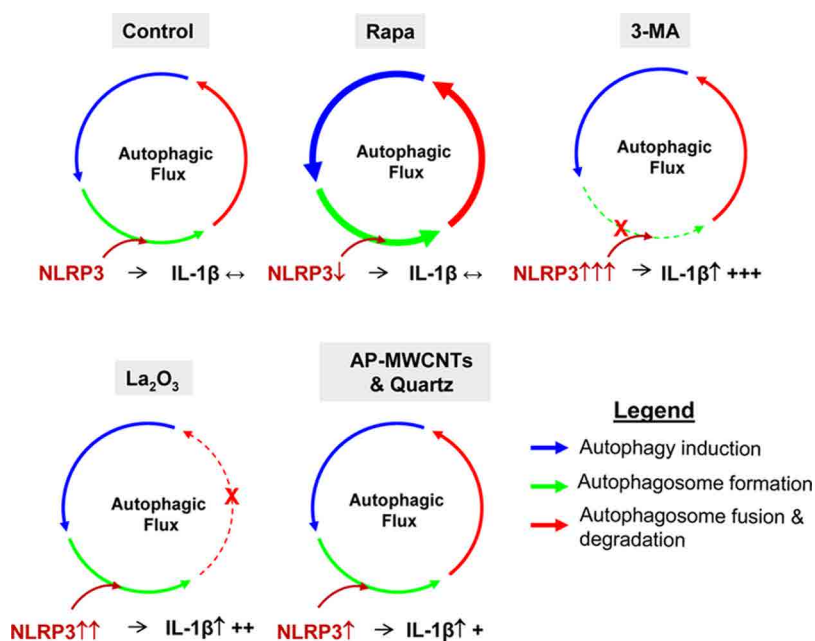 Control
Rapa
3-MA
Autophagic
Flux
Autophagic
Flux
Autophagic
Flux
X
NLRP3 → IL-1β ↔
NLRP3↓ → IL-1β ↔
NLRP3↑↑↑ → IL-1β↑ +++
La₂O₃
AP-MWCNTs
& Quartz
Autophagic
Flux
X
Autophagic
Flux
NLRP3↑↑ → IL-1β↑ ++
NLRP3↑ → IL-1β↑ +
Legend
Autophagy induction
Autophagosome formation
Autophagosome fusion &
degradation